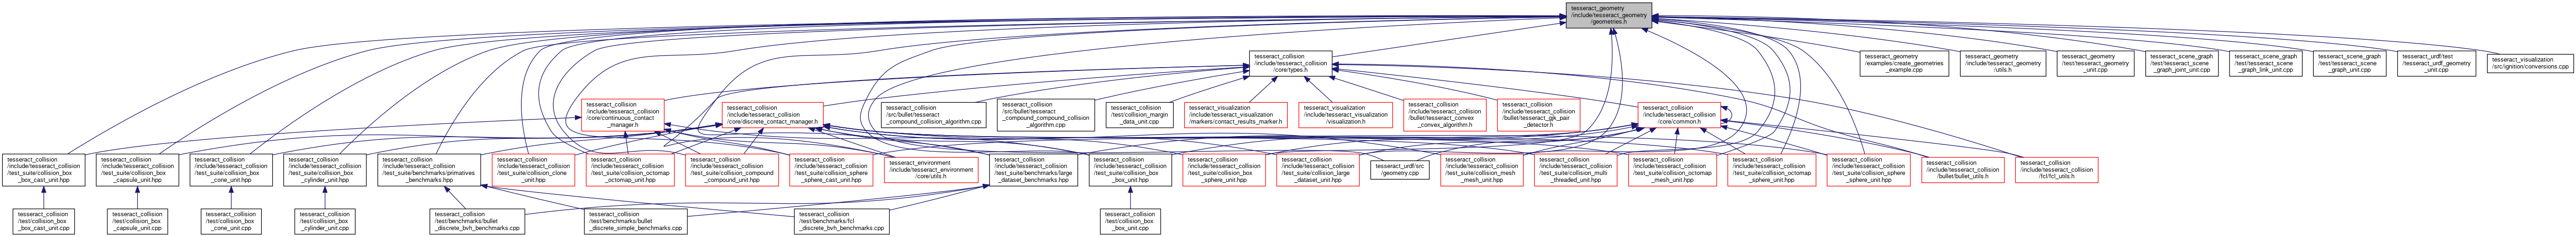 tesseract_geometry
/include/tesseract_geometry
/geometries.h
tesseract_collision
/include/tesseract_collision
/core/types.h
tesseract_geometry
/examples/create_geometries
_example.cpp
tesseract_geometry
/include/tesseract_geometry
/utils.h
tesseract_geometry
/test/tesseract_geometry
_unit.cpp
tesseract_scene_graph
/test/tesseract_scene
_graph_joint_unit.cpp
tesseract_scene_graph
/test/tesseract_scene
_graph_link_unit.cpp
tesseract_scene_graph
/test/tesseract_scene
_graph_unit.cpp
tesseract_urdf/test
/tesseract_urdf_geometry
_unit.cpp
tesseract_visualization
/src/ignition/conversions.cpp
tesseract_collision
/include/tesseract_collision
/core/continuous_contact
_manager.h
tesseract_collision
/include/tesseract_collision
/core/discrete_contact_manager.h
tesseract_collision
/src/bullet/tesseract
_compound_collision_algorithm.cpp
tesseract_collision
/src/bullet/tesseract
_compound_compound_collision
_algorithm.cpp
tesseract_collision
/test/collision_margin
_data_unit.cpp
tesseract_visualization
/include/tesseract_visualization
/markers/contact_results_marker.h
tesseract_visualization
/include/tesseract_visualization
/visualization.h
tesseract_collision
/include/tesseract_collision
/bullet/tesseract_convex
_convex_algorithm.h
tesseract_collision
/include/tesseract_collision
/bullet/tesseract_gjk_pair
_detector.h
tesseract_collision
/include/tesseract_collision
/core/common.h
tesseract_collision
/include/tesseract_collision
/test_suite/collision_box
_box_cast_unit.hpp
tesseract_collision
/include/tesseract_collision
/test_suite/collision_box
_capsule_unit.hpp
tesseract_collision
/include/tesseract_collision
/test_suite/collision_box
_cone_unit.hpp
tesseract_collision
/include/tesseract_collision
/test_suite/collision_box
_cylinder_unit.hpp
tesseract_collision
/include/tesseract_collision
/test_suite/benchmarks/primatives
_benchmarks.hpp
tesseract_collision
/include/tesseract_collision
/test_suite/collision_clone
_unit.hpp
tesseract_collision
/include/tesseract_collision
/test_suite/collision_octomap
_octomap_unit.hpp
tesseract_collision
/include/tesseract_collision
/test_suite/collision_compound
_compound_unit.hpp
tesseract_collision
/include/tesseract_collision
/test_suite/collision_sphere
_sphere_cast_unit.hpp
tesseract_environment
/include/tesseract_environment
/core/utils.h
tesseract_collision
/include/tesseract_collision
/test_suite/benchmarks/large
_dataset_benchmarks.hpp
tesseract_collision
/include/tesseract_collision
/test_suite/collision_box
_box_unit.hpp
tesseract_collision
/include/tesseract_collision
/test_suite/collision_box
_sphere_unit.hpp
tesseract_collision
/include/tesseract_collision
/test_suite/collision_large
_dataset_unit.hpp
tesseract_urdf/src
/geometry.cpp
tesseract_collision
/include/tesseract_collision
/test_suite/collision_mesh
_mesh_unit.hpp
tesseract_collision
/include/tesseract_collision
/test_suite/collision_multi
_threaded_unit.hpp
tesseract_collision
/include/tesseract_collision
/test_suite/collision_octomap
_mesh_unit.hpp
tesseract_collision
/include/tesseract_collision
/test_suite/collision_octomap
_sphere_unit.hpp
tesseract_collision
/include/tesseract_collision
/test_suite/collision_sphere
_sphere_unit.hpp
tesseract_collision
/include/tesseract_collision
/bullet/bullet_utils.h
tesseract_collision
/include/tesseract_collision
/fcl/fcl_utils.h
tesseract_collision
/test/collision_box
_box_cast_unit.cpp
tesseract_collision
/test/collision_box
_capsule_unit.cpp
tesseract_collision
/test/collision_box
_cone_unit.cpp
tesseract_collision
/test/collision_box
_cylinder_unit.cpp
tesseract_collision
/test/benchmarks/bullet
_discrete_bvh_benchmarks.cpp
tesseract_collision
/test/benchmarks/bullet
_discrete_simple_benchmarks.cpp
tesseract_collision
/test/benchmarks/fcl
_discrete_bvh_benchmarks.cpp
tesseract_collision
/test/collision_box
_box_unit.cpp